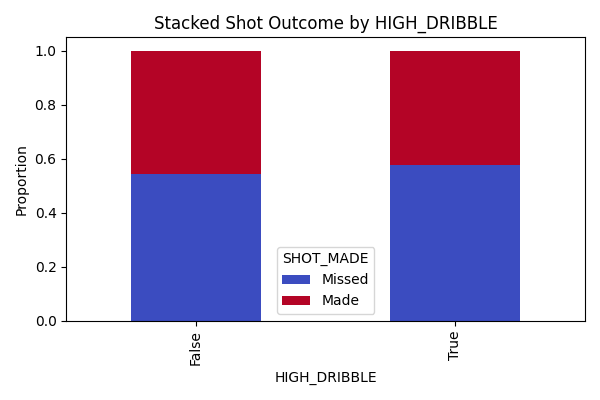 Stacked Shot Outcome by HIGH_DRIBBLE
Proportion
1.0
0.8
0.6
0.4
0.2
0.0
SHOT_MADE
Missed
Made
False
True
HIGH_DRIBBLE